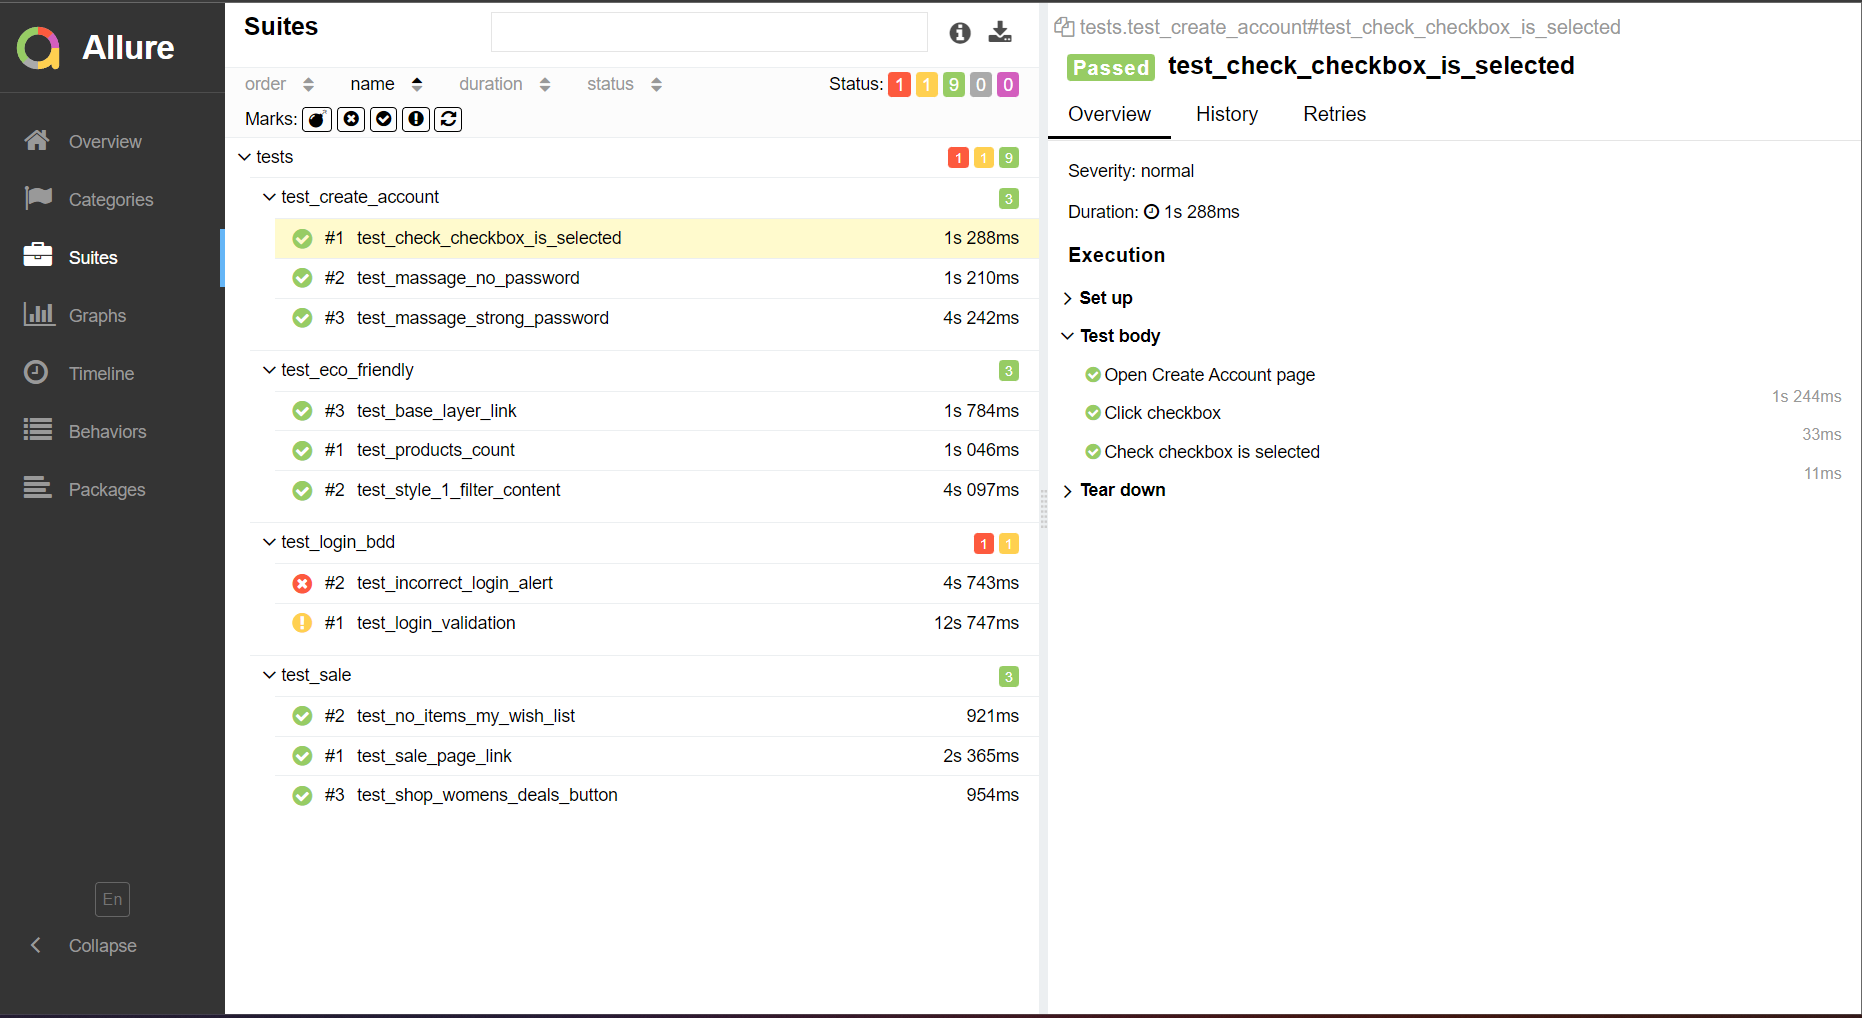 Allure
Overview
Categories
Suites
Graphs
Timeline
Behaviors
Packages
En
Collapse
Suites
order name duration status Status: 1 1 9 0 0
Marks:
tests 1 1 9
test_create_account 3
#1 test_check_checkbox_is_selected 1s 288ms
#2 test_massage_no_password 1s 210ms
#3 test_massage_strong_password 4s 242ms
test_eco_friendly 3
#3 test_base_layer_link 1s 784ms
#1 test_products_count 1s 046ms
#2 test_style_1_filter_content 4s 097ms
test_login_bdd 1 1
#2 test_incorrect_login_alert 4s 743ms
#1 test_login_validation 12s 747ms
test_sale 3
#2 test_no_items_my_wish_list 921ms
#1 test_sale_page_link 2s 365ms
#3 test_shop_womens_deals_button 954ms
tests.test_create_account#test_check_checkbox_is_selected
Passed test_check_checkbox_is_selected
Overview History Retries
Severity: normal
Duration: 1s 288ms
Execution
Set up
Test body
Open Create Account page
1s 244ms
Click checkbox
33ms
Check checkbox is selected
11ms
Tear down